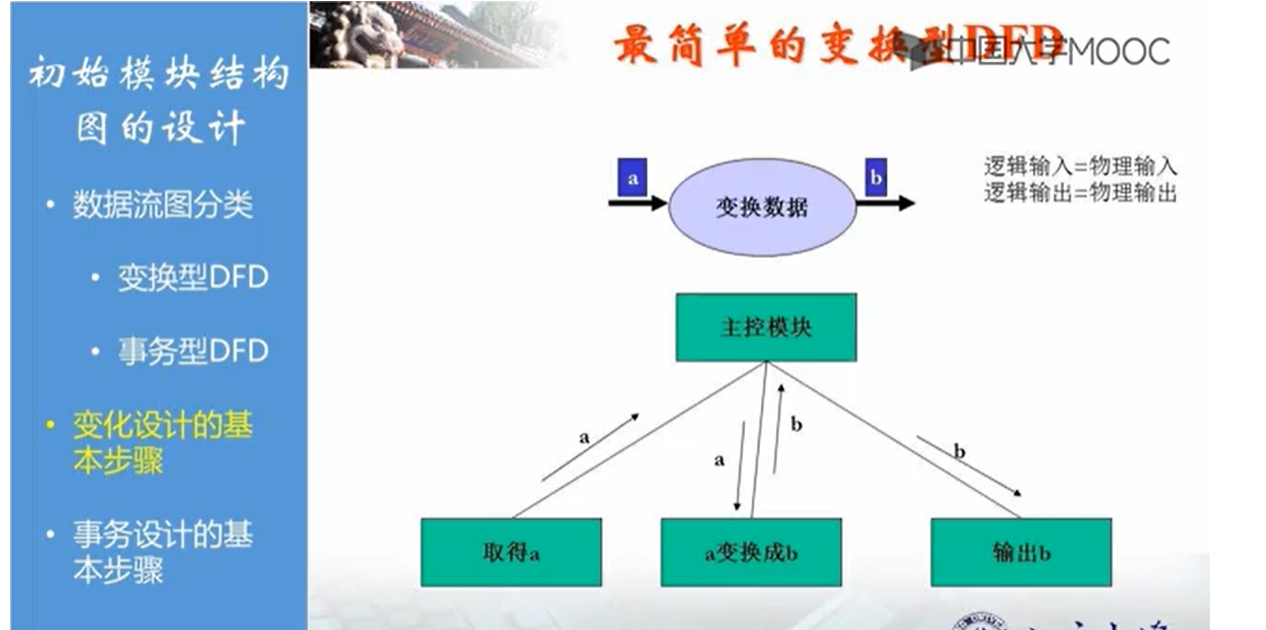 初始模块结构
图的设计
• 数据流图分类
• 变换型DFD
• 事务型DFD
• 变化设计的基
本步骤
• 事务设计的基
本步骤
最简单的变换型DFD
中国大学MOOC
a
b
变换数据
逻辑输入=物理输入
逻辑输出=物理输出
主控模块
a
a
b
b
取得a
a变换成b
输出b